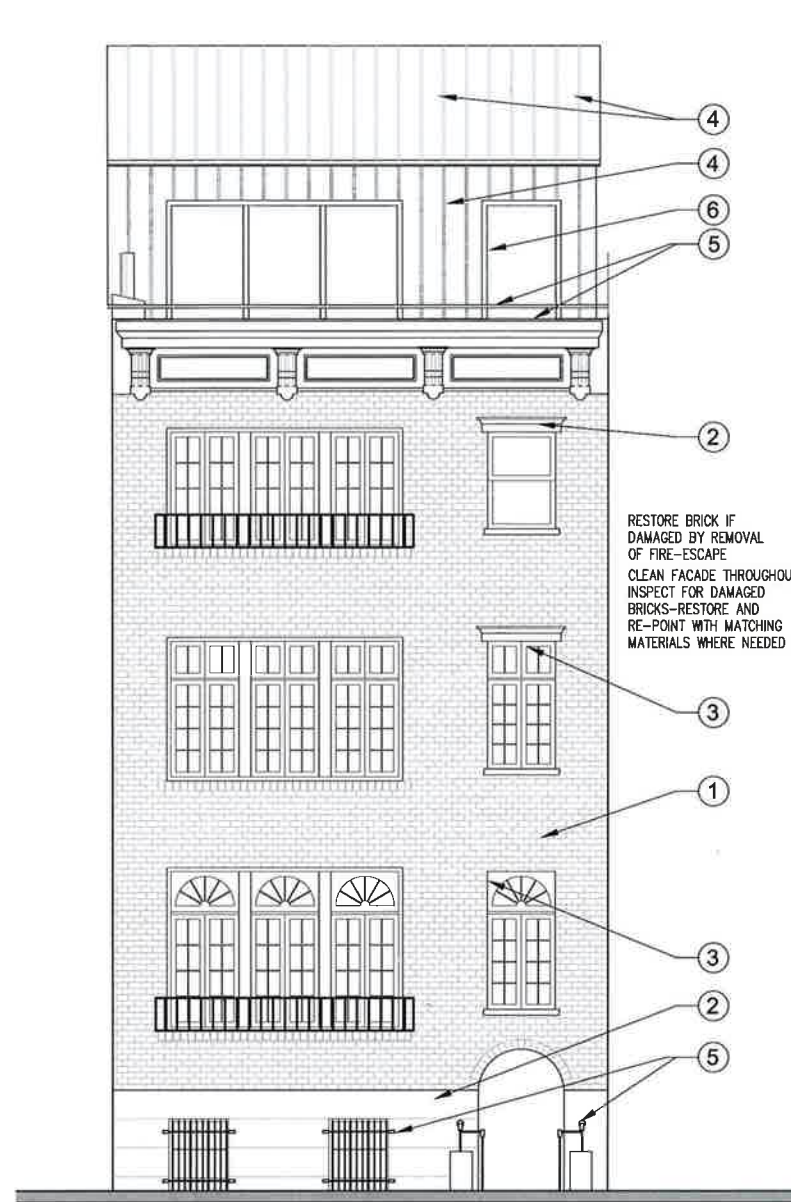 4
4
6
5
2
RESTORE BRICK IF
DAMAGED BY REMOVAL
OF FIRE-ESCAPE
CLEAN FACADE THROUGHOU
INSPECT FOR DAMAGED
BRICKS-RESTORE AND
RE-POINT WITH MATCHING
MATERIALS WHERE NEEDED
3
1
3
2
5